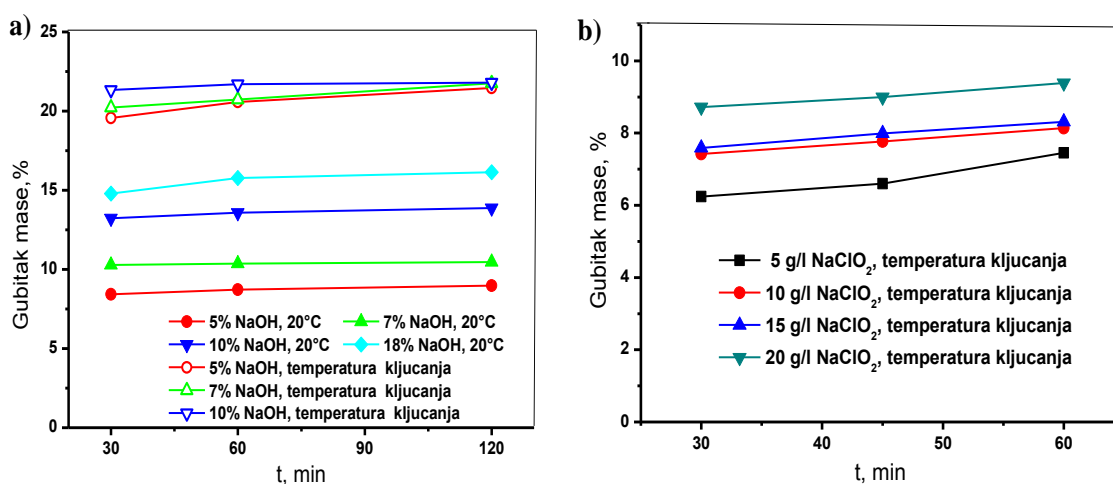 a)
25
20
15
10
5
0
Gubitak mase, %
5% NaOH, 20°C 7% NaOH, 20°C
10% NaOH, 20°C 18% NaOH, 20°C
5% NaOH, temperatura kljucanja
7% NaOH, temperatura kljucanja
10% NaOH, temperatura kljucanja
30 60 90 120
t, min
b)
10
8
6
4
2
0
Gubitak mase, %
5 g/l NaClO₂, temperatura kljucanja
10 g/l NaClO₂, temperatura kljucanja
15 g/l NaClO₂, temperatura kljucanja
20 g/l NaClO₂, temperatura kljucanja
30 40 50 60
t, min